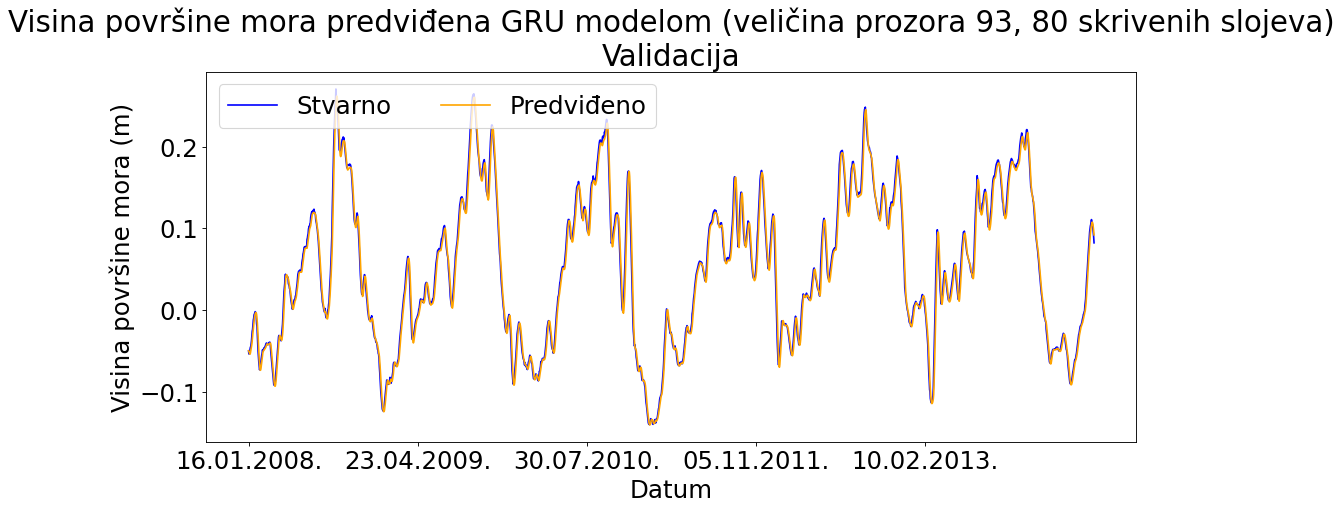 Visina površine mora predviđena GRU modelom (veličina prozora 93, 80 skrivenih slojeva)
Validacija
Stvarno Predviđeno
Visina površine mora (m)
0.2
0.1
0.0
−0.1
16.01.2008. 23.04.2009. 30.07.2010. 05.11.2011. 10.02.2013.
Datum